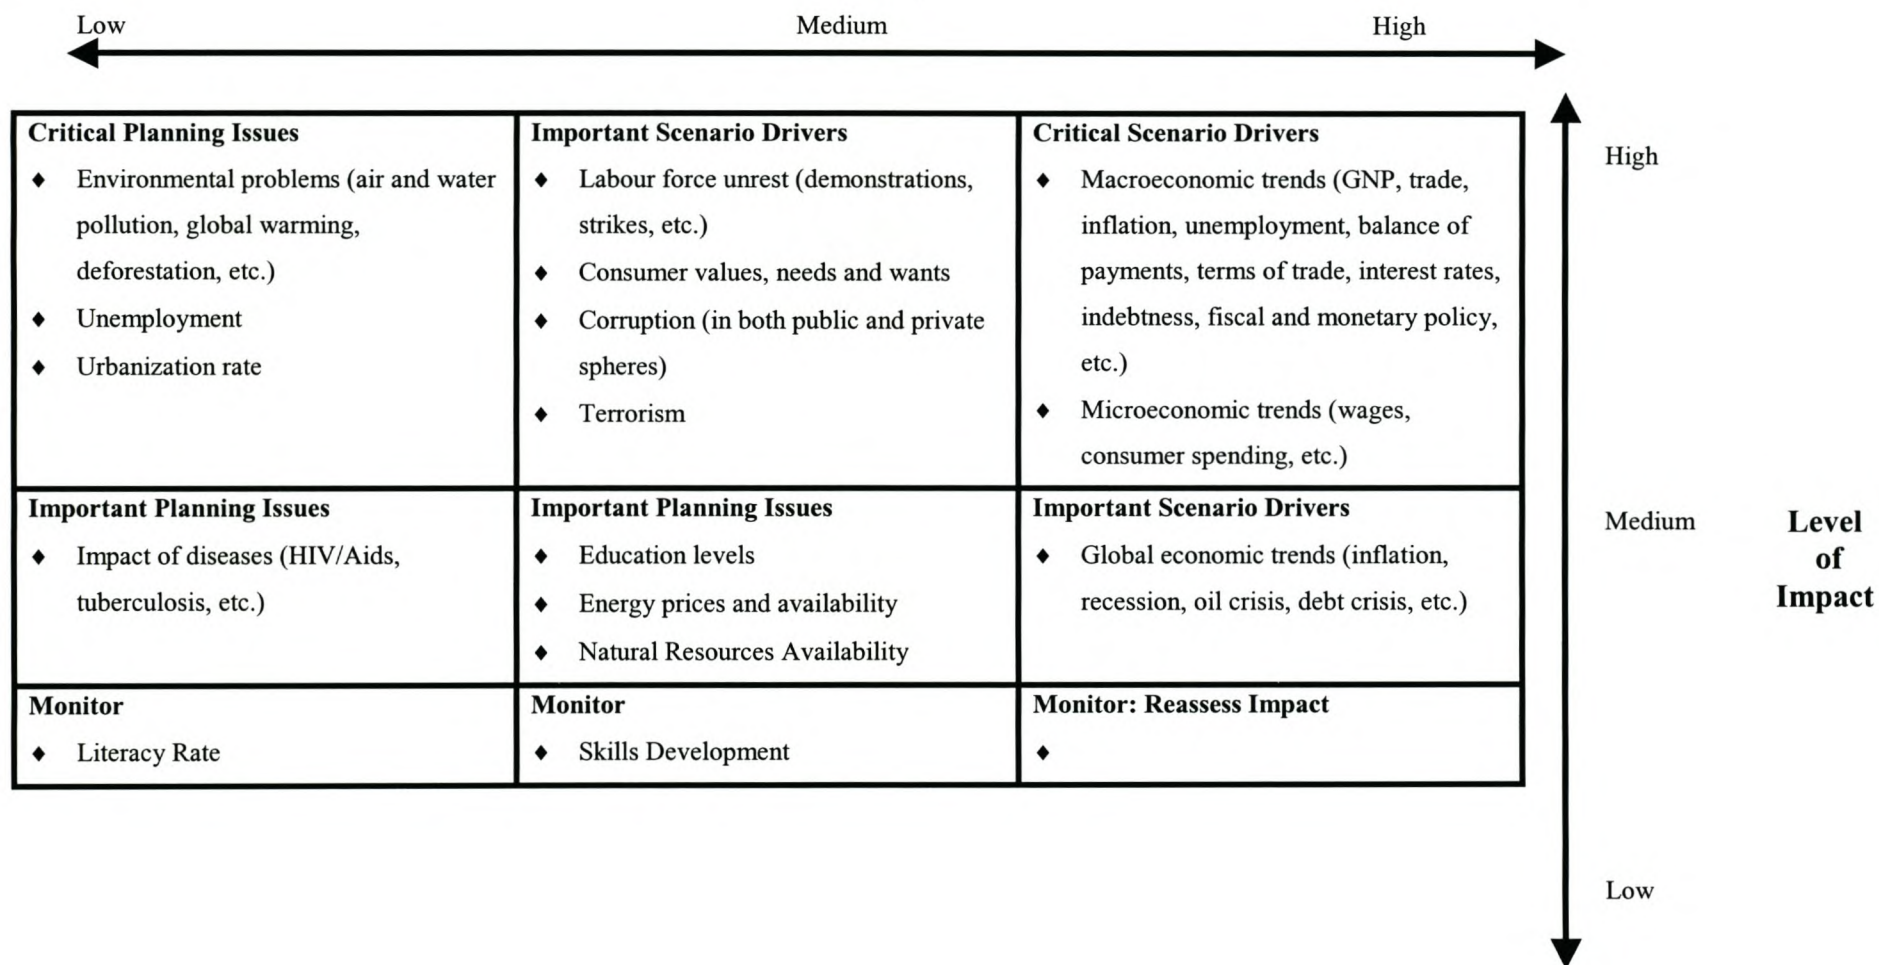 Low Medium High
Critical Planning Issues
♦ Environmental problems (air and water
pollution, global warming,
deforestation, etc.)
♦ Unemployment
♦ Urbanization rate
Important Scenario Drivers
♦ Labour force unrest (demonstrations,
strikes, etc.)
♦ Consumer values, needs and wants
♦ Corruption (in both public and private
spheres)
♦ Terrorism
Critical Scenario Drivers
♦ Macroeconomic trends (GNP, trade,
inflation, unemployment, balance of
payments, terms of trade, interest rates,
indebtness, fiscal and monetary policy,
etc.)
♦ Microeconomic trends (wages,
consumer spending, etc.)
High
Important Planning Issues
♦ Impact of diseases (HIV/Aids,
tuberculosis, etc.)
Important Planning Issues
♦ Education levels
♦ Energy prices and availability
♦ Natural Resources Availability
Important Scenario Drivers
♦ Global economic trends (inflation,
recession, oil crisis, debt crisis, etc.)
Medium
Level
of
Impact
Monitor
♦ Literacy Rate
Monitor
♦ Skills Development
Monitor: Reassess Impact
♦
Low